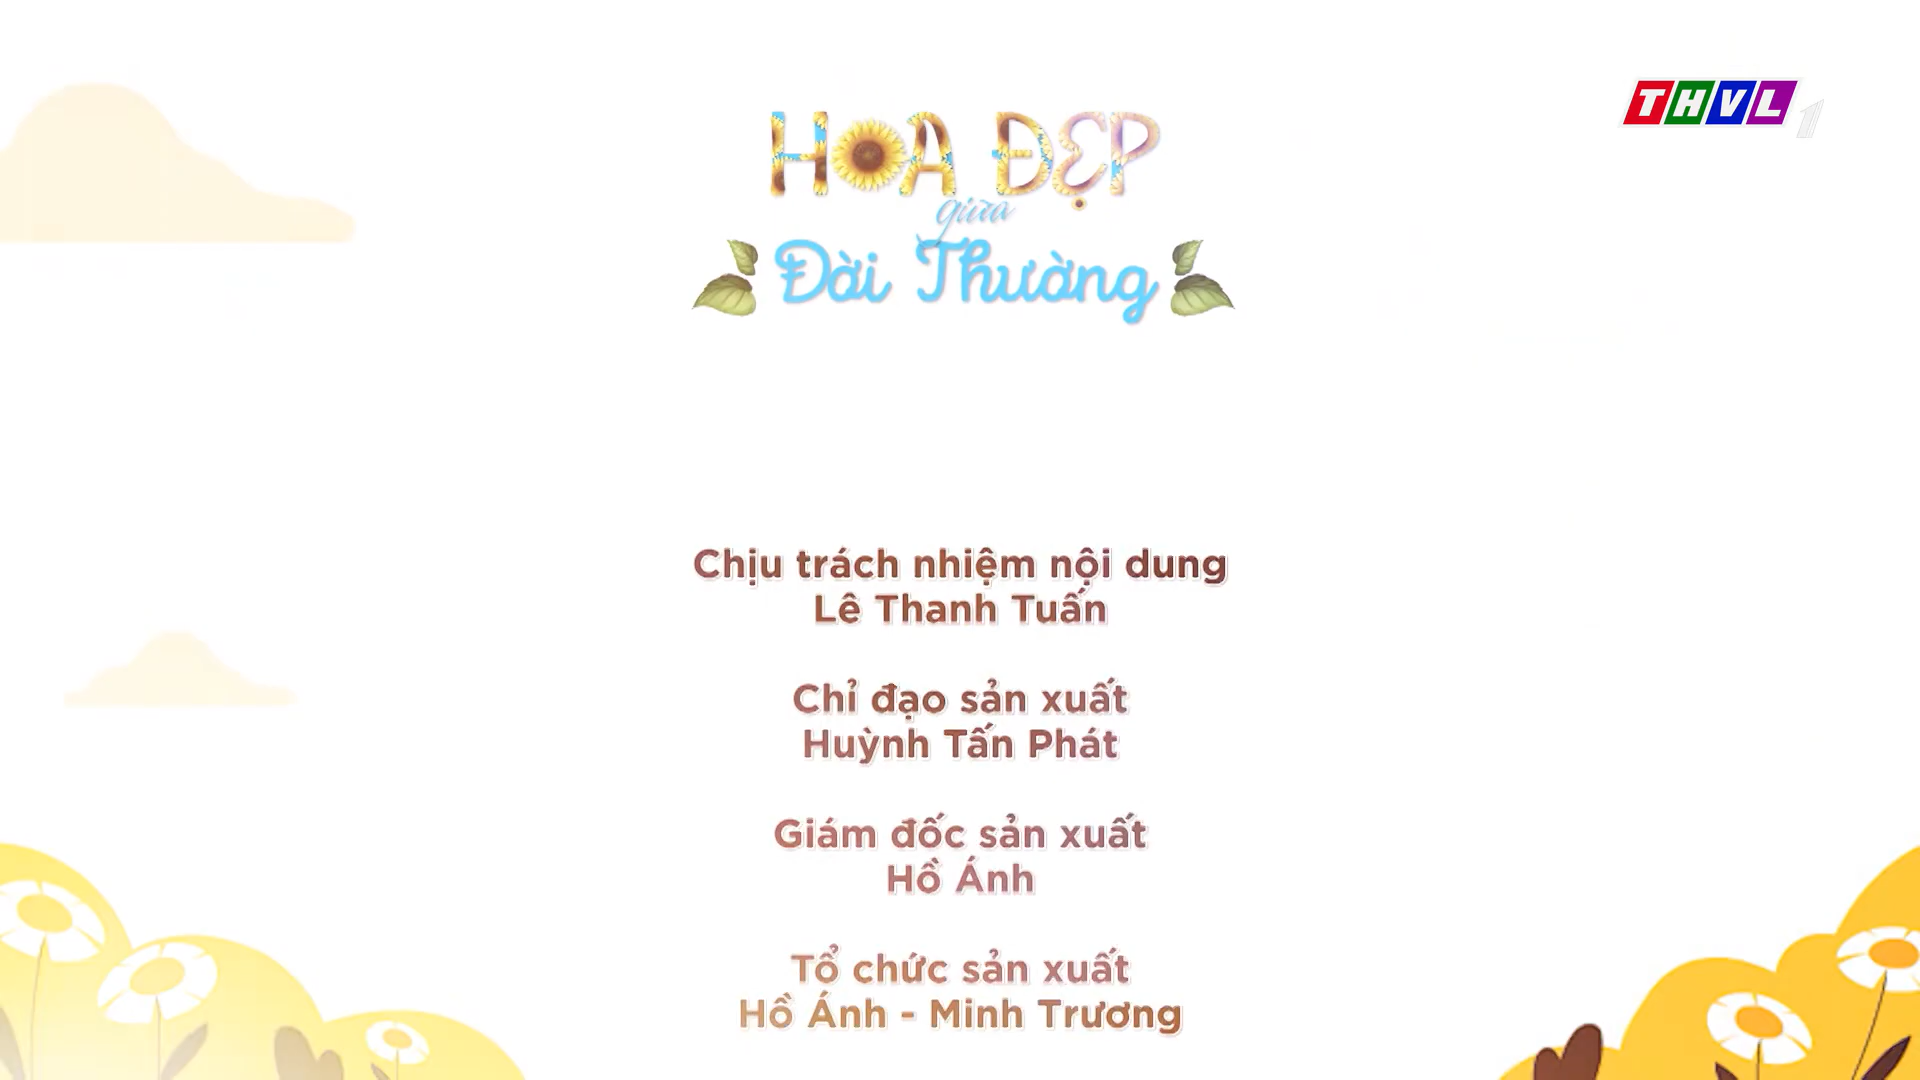 THVL1
HOA ĐẸP
giữa
Đời Thường
Chịu trách nhiệm nội dung
Lê Thanh Tuấn
Chỉ đạo sản xuất
Huỳnh Tấn Phát
Giám đốc sản xuất
Hồ Ánh
Tổ chức sản xuất
Hồ Ánh - Minh Trương